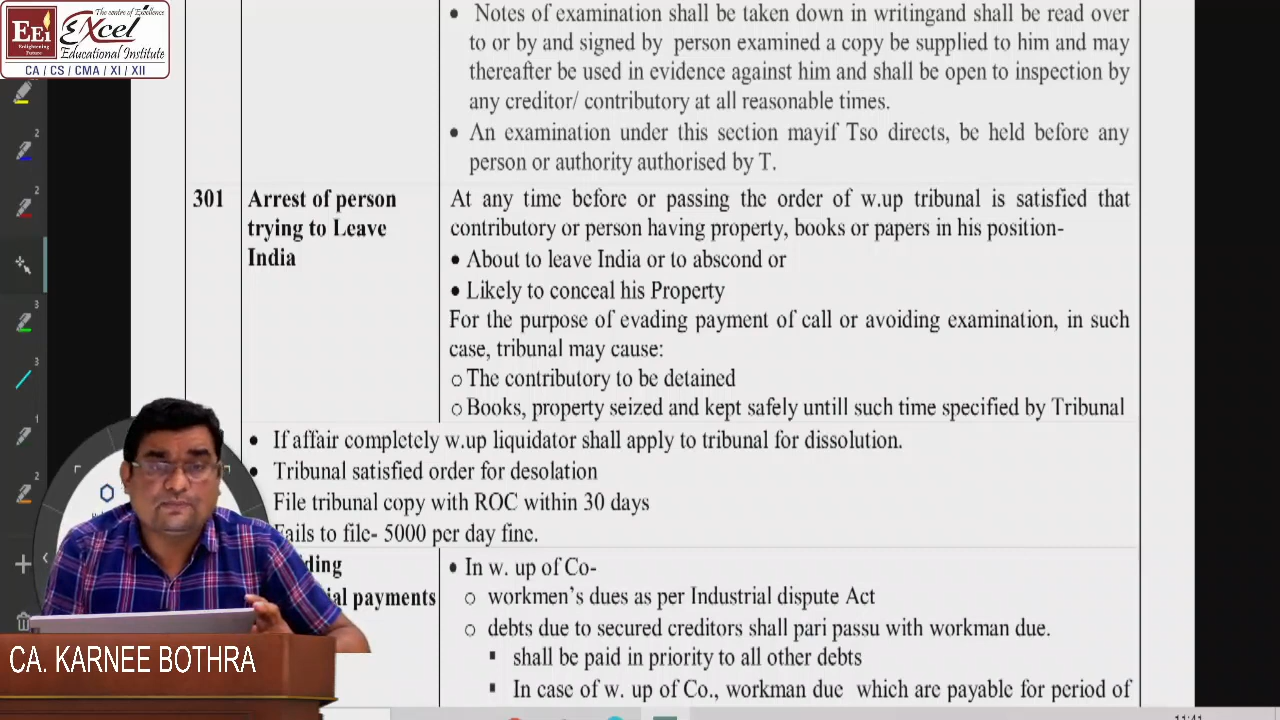 The centre of Excellence
EEi
Enlightening
Future
Excel
Educational Institute
CA / CS / CMA / XI / XII
• Notes of examination shall be taken down in writingand shall be read over
to or by and signed by person examined a copy be supplied to him and may
thereafter be used in evidence against him and shall be open to inspection by
any creditor/ contributory at all reasonable times.
• An examination under this section mayif Tso directs, be held before any
person or authority authorised by T.
301
Arrest of person
trying to Leave
India
At any time before or passing the order of w.up tribunal is satisfied that
contributory or person having property, books or papers in his position-
• About to leave India or to abscond or
• Likely to conceal his Property
For the purpose of evading payment of call or avoiding examination, in such
case, tribunal may cause:
o The contributory to be detained
o Books, property seized and kept safely untill such time specified by Tribunal
• If affair completely w.up liquidator shall apply to tribunal for dissolution.
• Tribunal satisfied order for desolation
File tribunal copy with ROC within 30 days
Fails to file- 5000 per day fine.
payments
• In w. up of Co-
o workmen's dues as per Industrial dispute Act
o debts due to secured creditors shall pari passu with workman due.
▪ shall be paid in priority to all other debts
▪ In case of w. up of Co., workman due which are payable for period of
CA. KARNEE BOTHRA